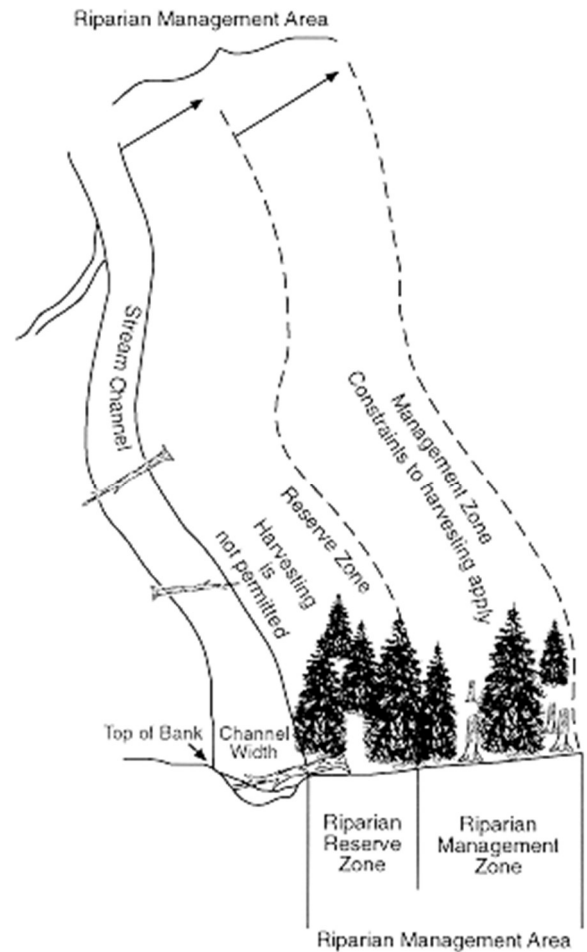 Riparian Management Area
Stream Channel
Management Zone
Constraints to harvesting apply
Reserve Zone
Harvesting
is
not permitted
Top of Bank
Channel
Width
Riparian
Reserve
Zone
Riparian
Management
Zone
Riparian Management Area